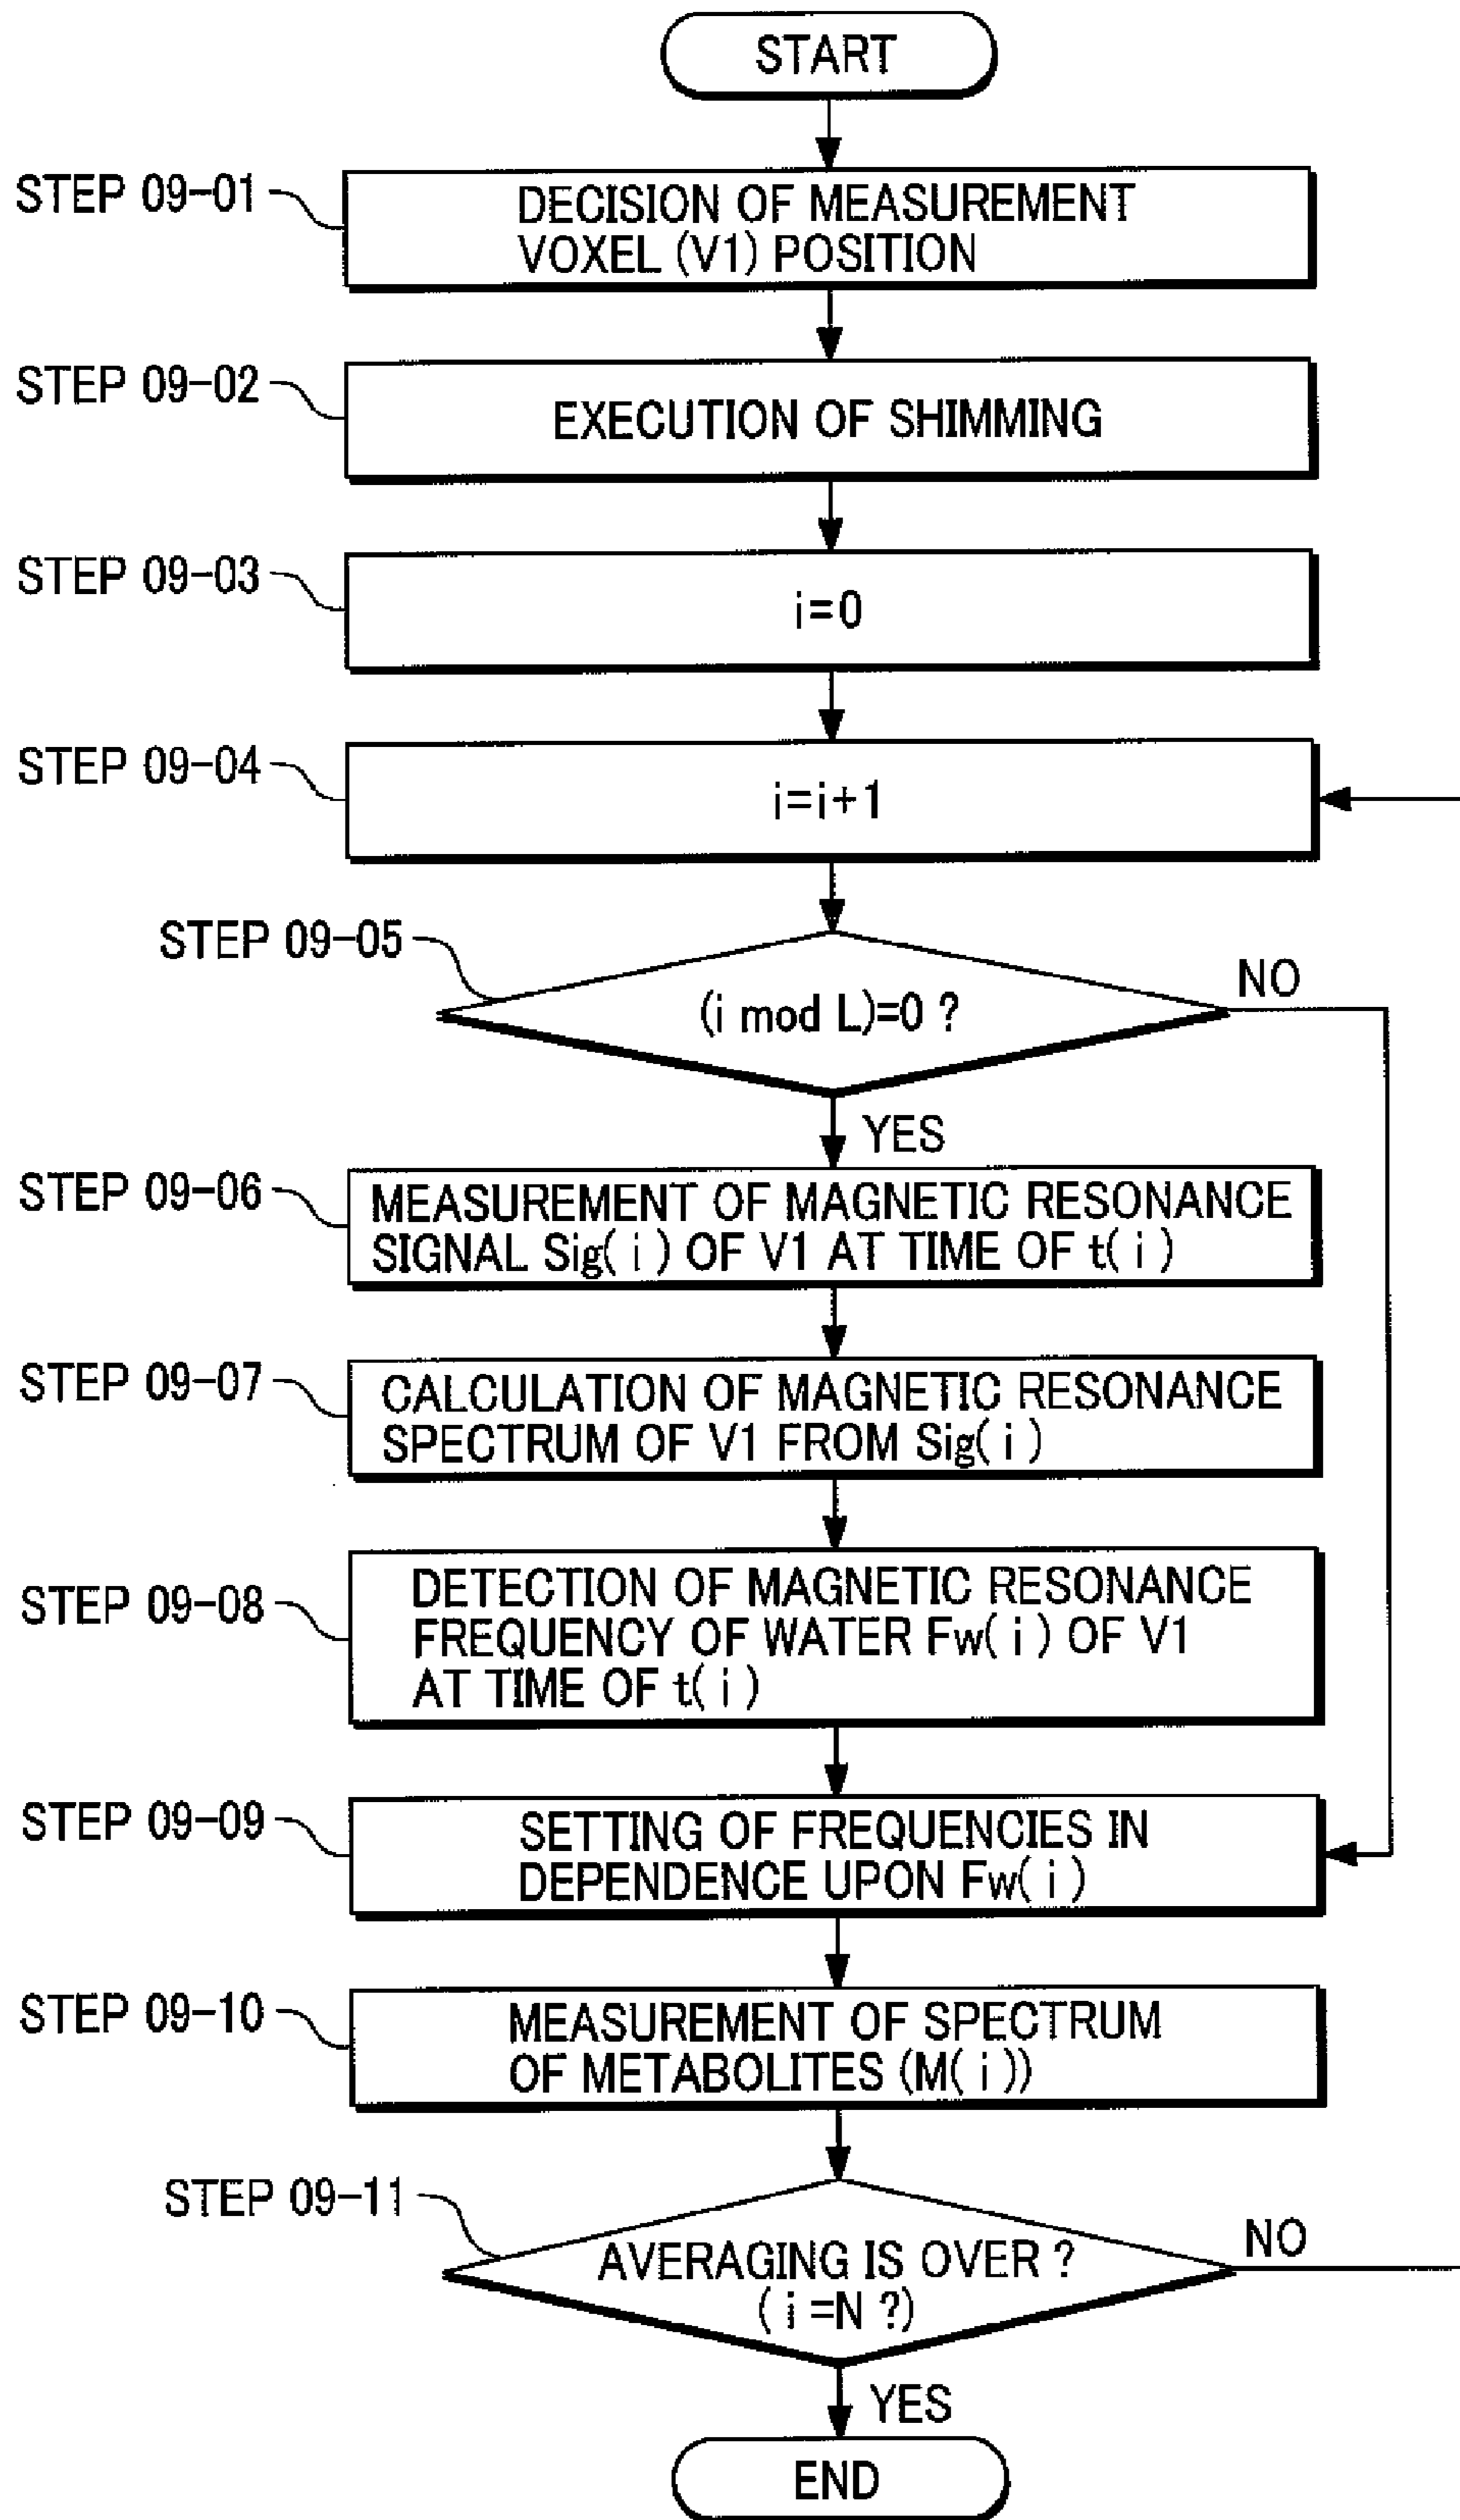 START
STEP 09-01
DECISION OF MEASUREMENT
VOXEL (V1) POSITION
STEP 09-02
EXECUTION OF SHIMMING
STEP 09-03
i=0
STEP 09-04
i=i+1
STEP 09-05
(i mod L)=0 ?
NO
YES
STEP 09-06
MEASUREMENT OF MAGNETIC RESONANCE
SIGNAL Sig( i ) OF V1 AT TIME OF t( i )
STEP 09-07
CALCULATION OF MAGNETIC RESONANCE
SPECTRUM OF V1 FROM Sig( i )
STEP 09-08
DETECTION OF MAGNETIC RESONANCE
FREQUENCY OF WATER Fw( i ) OF V1
AT TIME OF t( i )
STEP 09-09
SETTING OF FREQUENCIES IN
DEPENDENCE UPON Fw( i )
STEP 09-10
MEASUREMENT OF SPECTRUM
OF METABOLITES (M( i ))
STEP 09-11
AVERAGING IS OVER ?
( i =N ?)
NO
YES
END